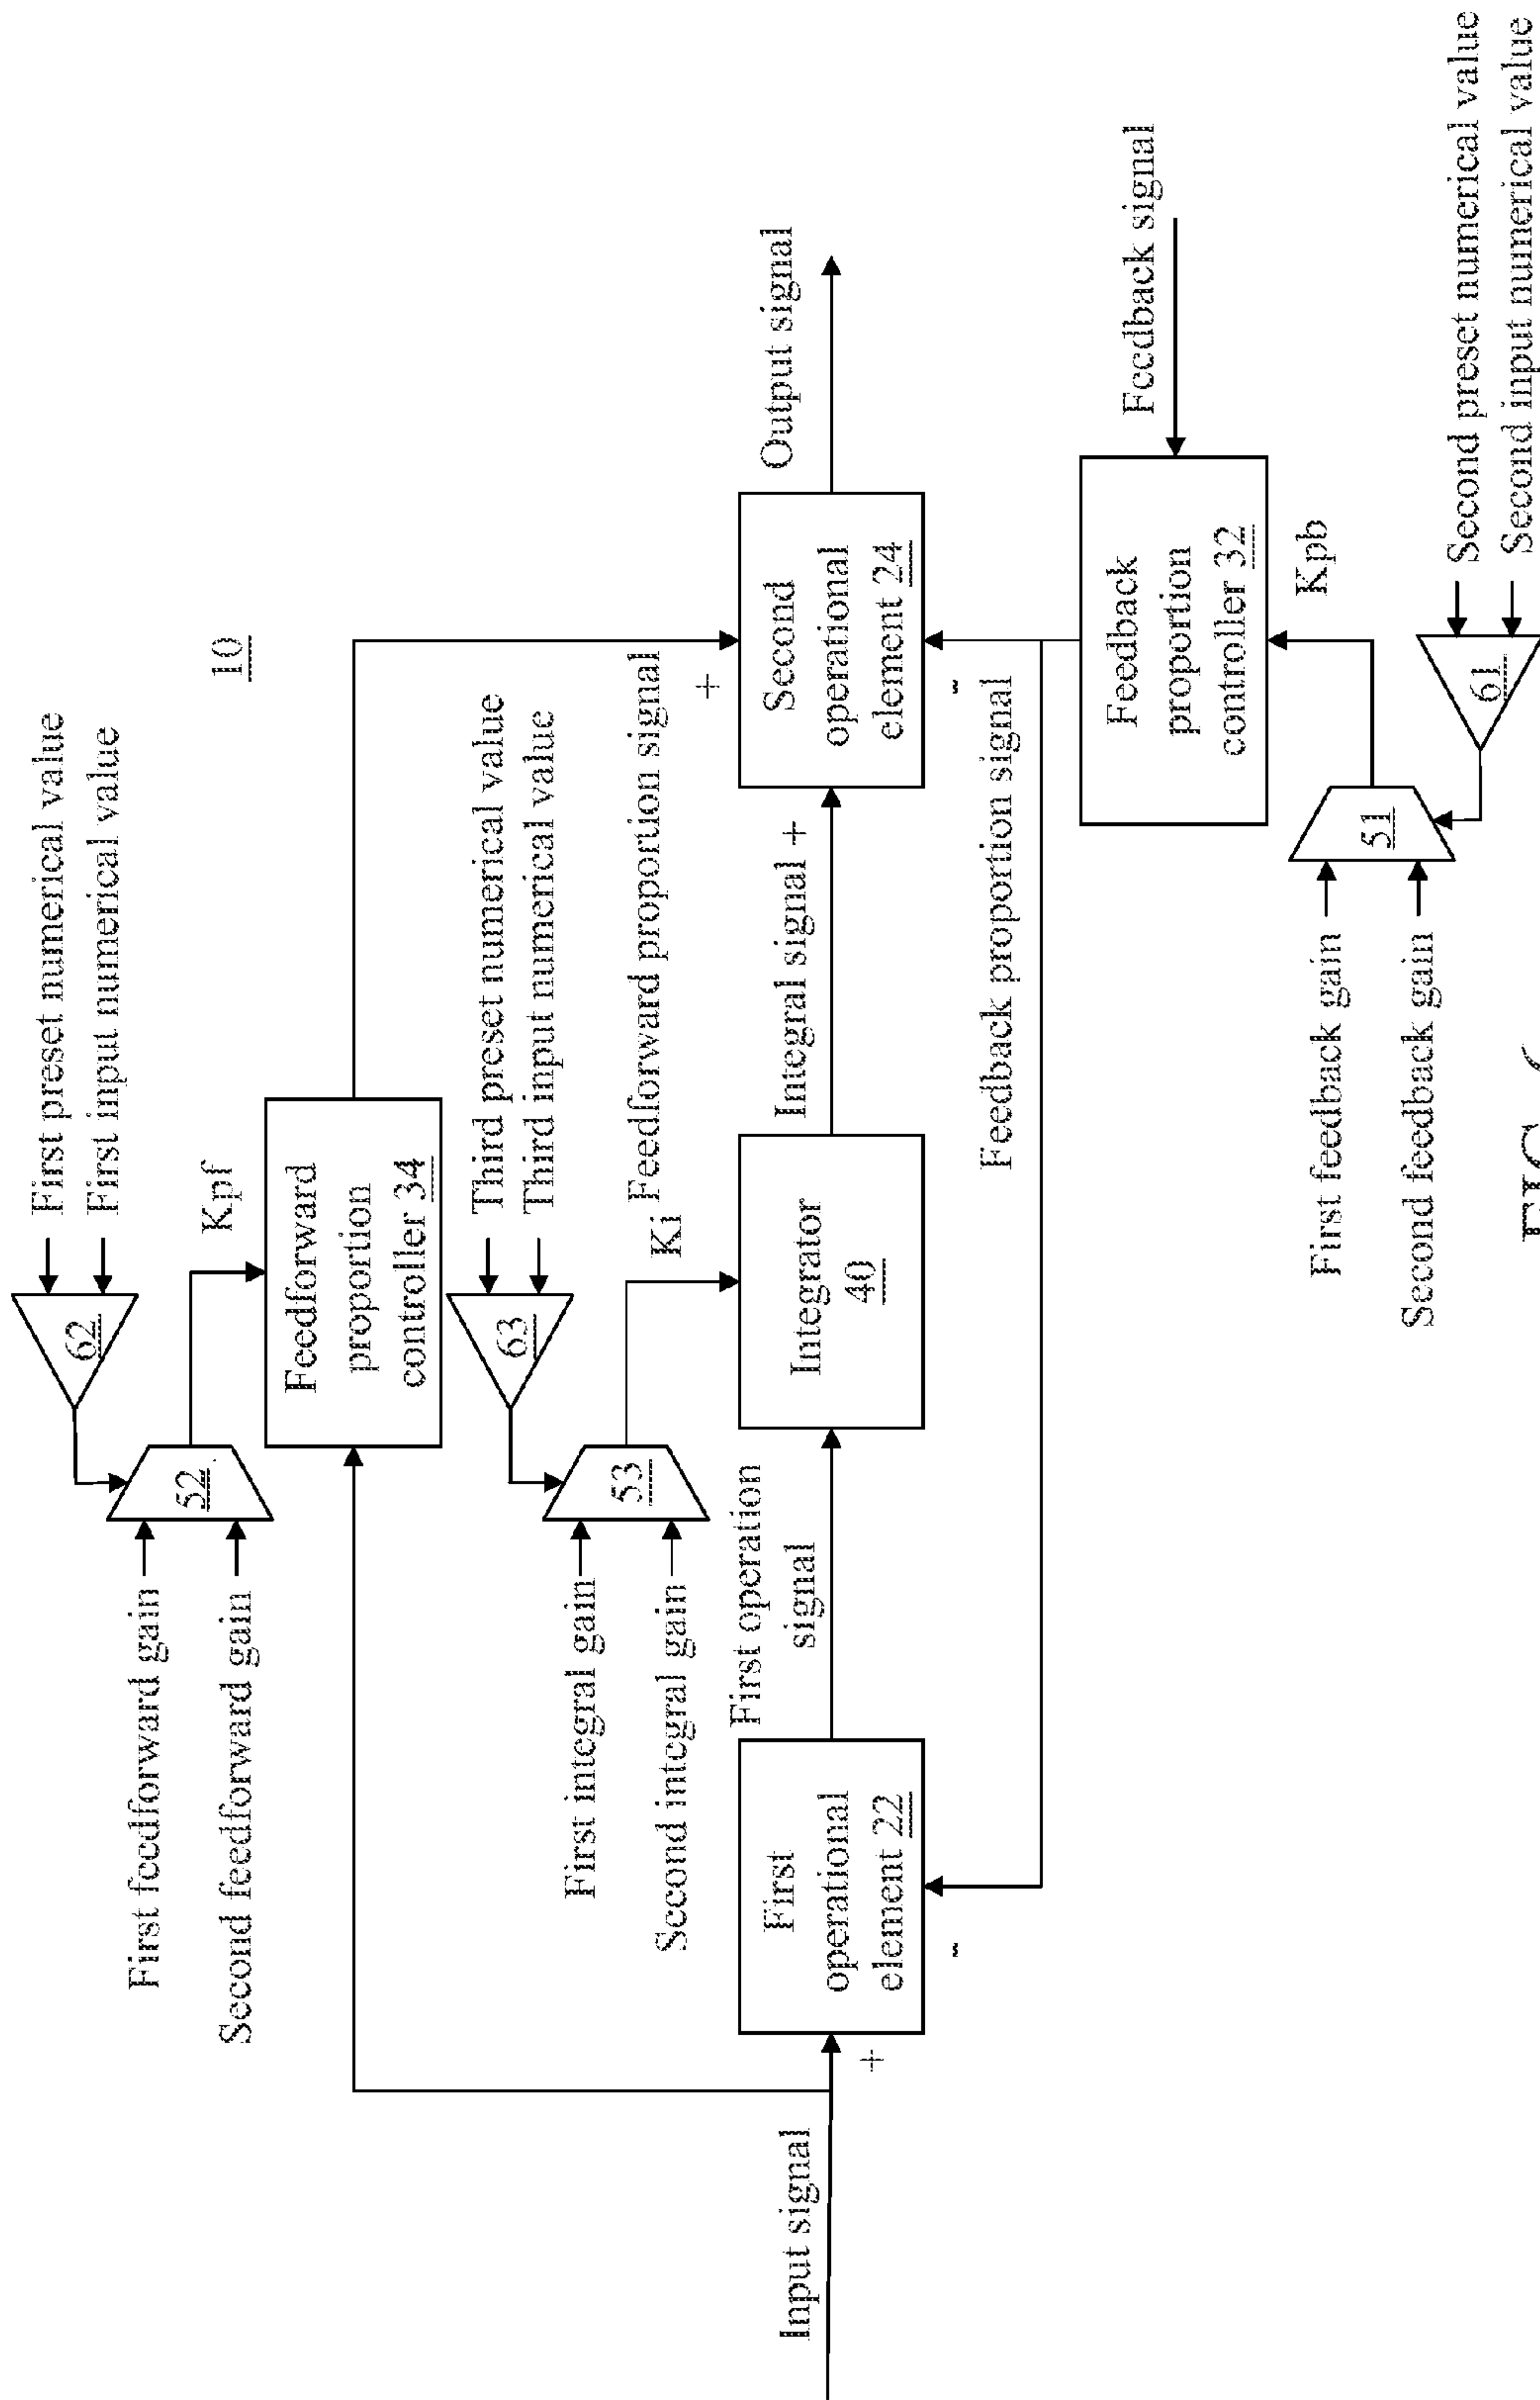 First preset numerical value
First input numerical value
62
Kpf
52
First feedforward gain
Second feedforward gain
10
Feedforward
proportion
controller 34
Third preset numerical value
Third input numerical value
63
Ki
53
First integral gain
Second integral gain
Feedforward proportion signal
+
Input signal
+
First
operational
element 22
-
First operation
signal
Integrator
40
Integral signal +
Second
operational
element 24
-
Output signal
Feedback proportion signal
Feedback
proportion
controller 32
Feedback signal
Kpb
First feedback gain
Second feedback gain
51
61
Second preset numerical value
Second input numerical value